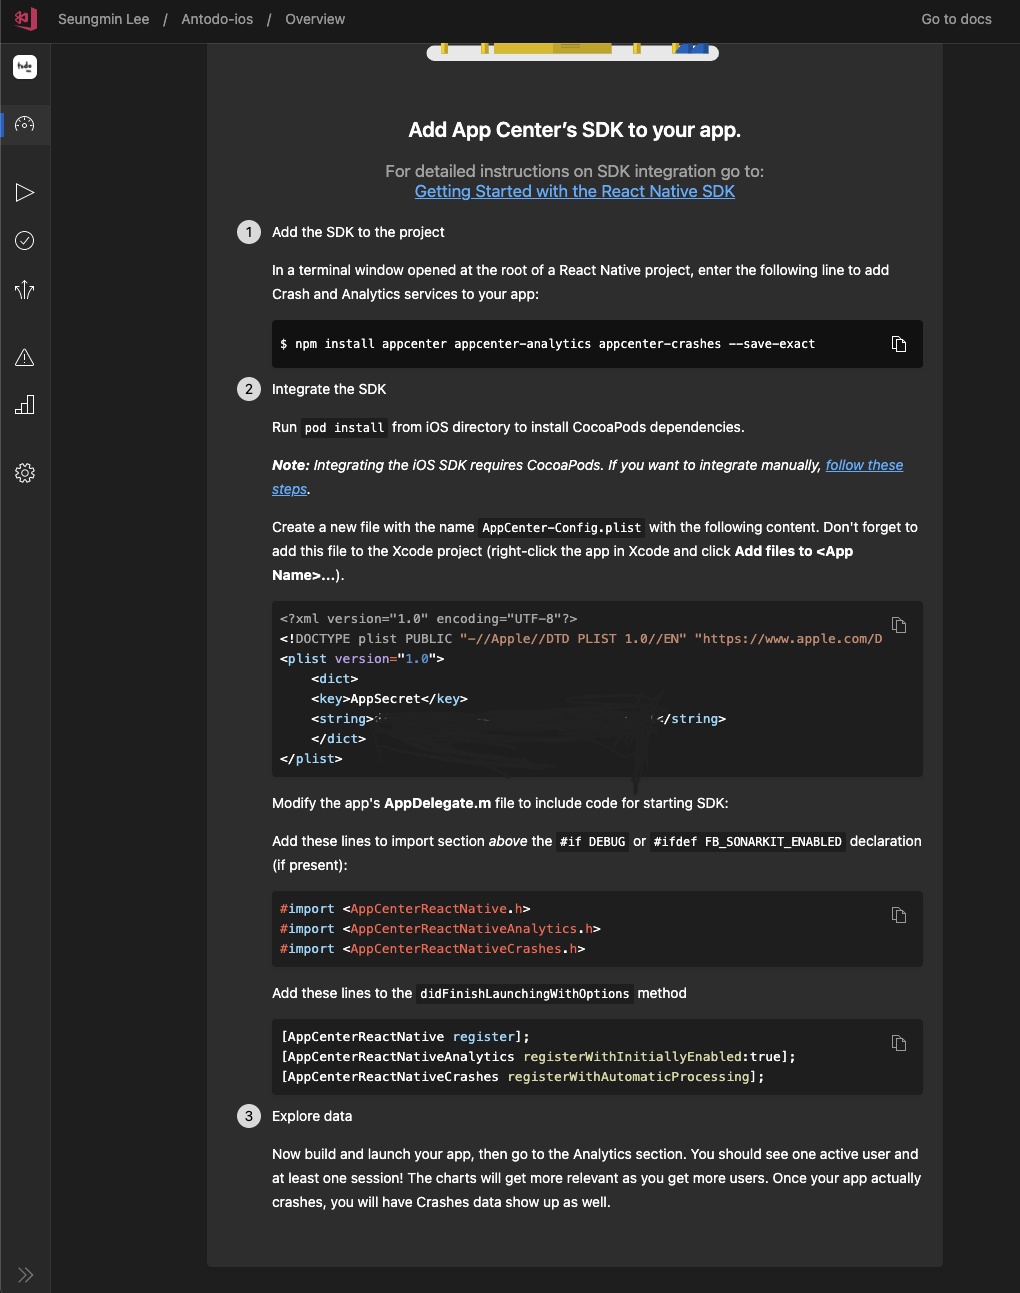 Seungmin Lee / Antodo-ios / Overview Go to docs
todo
Add App Center's SDK to your app.
For detailed instructions on SDK integration go to:
Getting Started with the React Native SDK
1 Add the SDK to the project
In a terminal window opened at the root of a React Native project, enter the following line to add
Crash and Analytics services to your app:
$ npm install appcenter appcenter-analytics appcenter-crashes --save-exact
2 Integrate the SDK
Run pod install from iOS directory to install CocoaPods dependencies.
Note: Integrating the iOS SDK requires CocoaPods. If you want to integrate manually, follow these
steps.
Create a new file with the name AppCenter-Config.plist with the following content. Don't forget to
add this file to the Xcode project (right-click the app in Xcode and click Add files to <App
Name>...).
<?xml version="1.0" encoding="UTF-8"?>
<!DOCTYPE plist PUBLIC "-//Apple//DTD PLIST 1.0//EN" "https://www.apple.com/D
<plist version="1.0">
<dict>
<key>AppSecret</key>
<string></string>
</dict>
</plist>
Modify the app's AppDelegate.m file to include code for starting SDK:
Add these lines to import section above the #if DEBUG or #ifdef FB_SONARKIT_ENABLED declaration
(if present):
#import <AppCenterReactNative.h>
#import <AppCenterReactNativeAnalytics.h>
#import <AppCenterReactNativeCrashes.h>
Add these lines to the didFinishLaunchingWithOptions method
[AppCenterReactNative register];
[AppCenterReactNativeAnalytics registerWithInitiallyEnabled:true];
[AppCenterReactNativeCrashes registerWithAutomaticProcessing];
3 Explore data
Now build and launch your app, then go to the Analytics section. You should see one active user and
at least one session! The charts will get more relevant as you get more users. Once your app actually
crashes, you will have Crashes data show up as well.